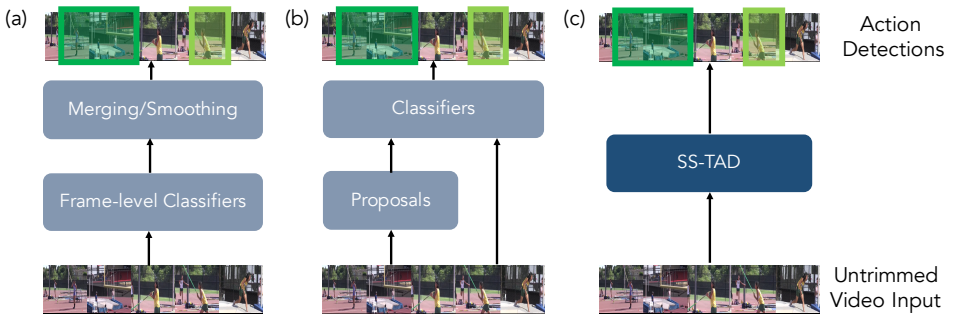 (a)
(b)
(c)
Action
Detections
Merging/Smoothing
Classifiers
SS-TAD
Frame-level Classifiers
Proposals
Untrimmed
Video Input